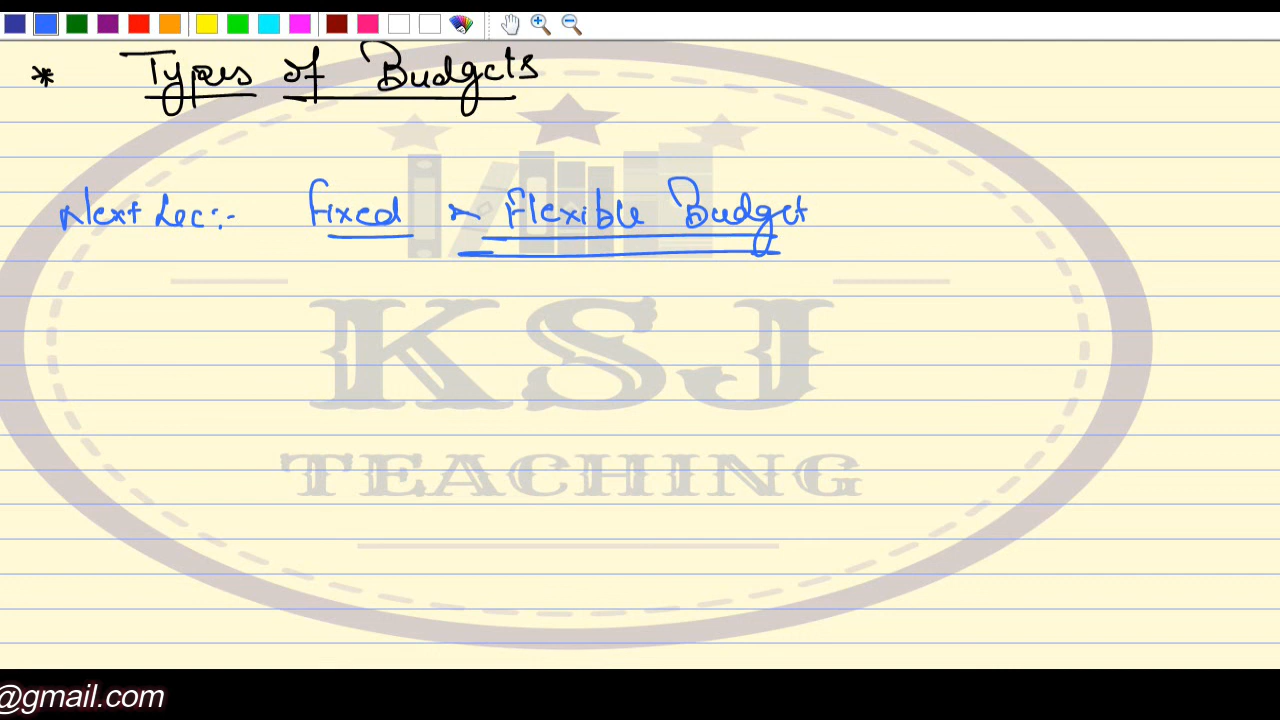 * Types of Budgets
Next Lec:- Fixed & Flexible Budget
KSJ
TEACHING
@gmail.com